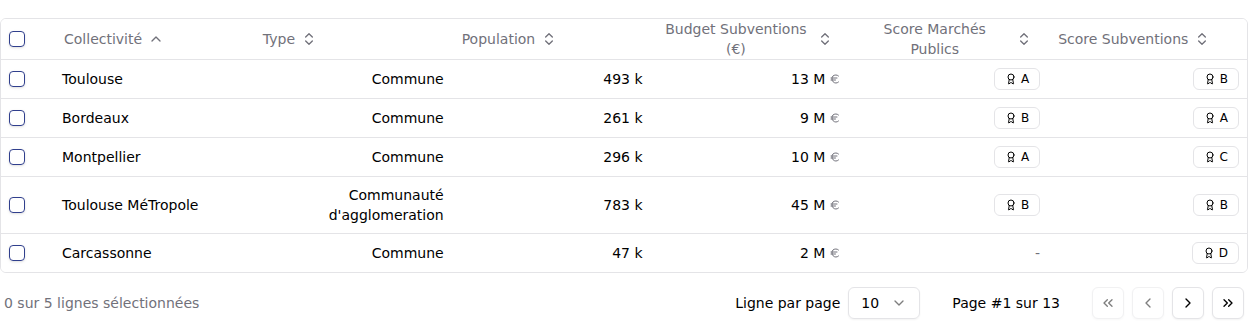 Collectivité Type Population Budget Subventions (€) Score Marchés Publics Score Subventions
Toulouse Commune 493 k 13 M € A B
Bordeaux Commune 261 k 9 M € B A
Montpellier Commune 296 k 10 M € A C
Toulouse MéTropole Communauté d'agglomeration 783 k 45 M € B B
Carcassonne Commune 47 k 2 M € - D
0 sur 5 lignes sélectionnées Ligne par page 10 Page #1 sur 13